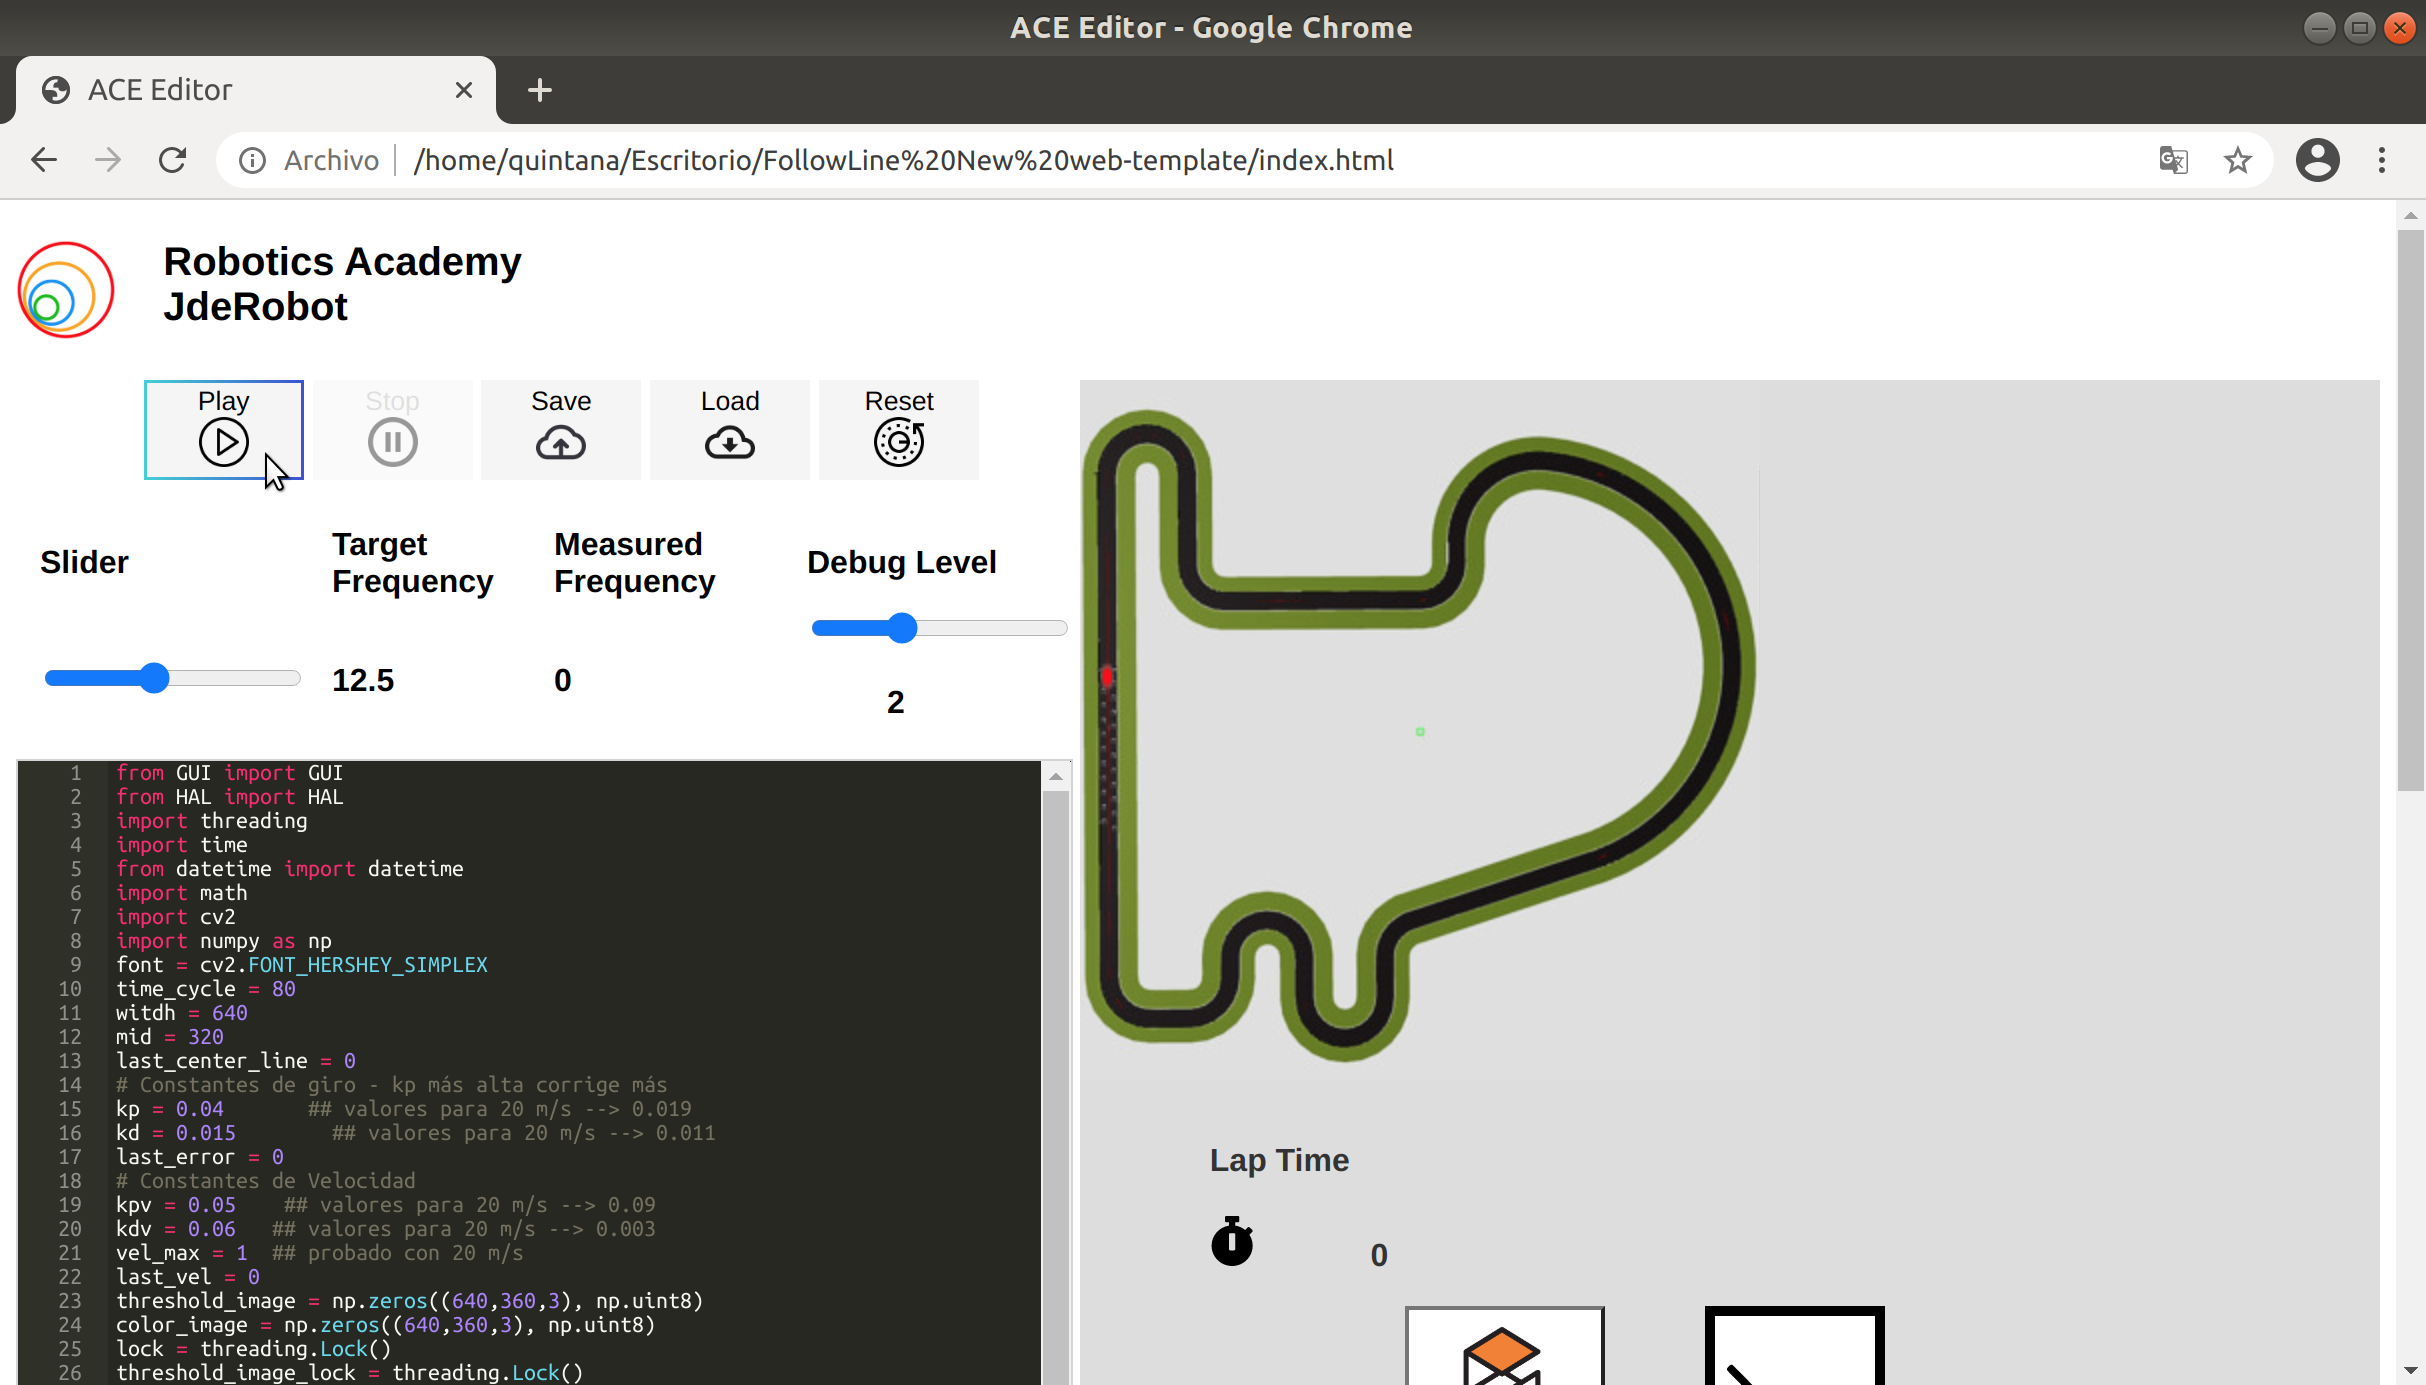 ACE Editor - Google Chrome
ACE Editor
Archivo /home/quintana/Escritorio/FollowLine%20New%20web-template/index.html
Robotics Academy
JdeRobot
Play
Stop
Save
Load
Reset
Slider
Target
Frequency
Measured
Frequency
Debug Level
12.5
0
2
1 from GUI import GUI
2 from HAL import HAL
3 import threading
4 import time
5 from datetime import datetime
6 import math
7 import cv2
8 import numpy as np
9 font = cv2.FONT_HERSHEY_SIMPLEX
10 time_cycle = 80
11 witdh = 640
12 mid = 320
13 last_center_line = 0
14 # Constantes de giro - kp más alta corrige más
15 kp = 0.04       ## valores para 20 m/s --> 0.019
16 kd = 0.015        ## valores para 20 m/s --> 0.011
17 last_error = 0
18 # Constantes de Velocidad
19 kpv = 0.05    ## valores para 20 m/s --> 0.09
20 kdv = 0.06   ## valores para 20 m/s --> 0.003
21 vel_max = 1  ## probado con 20 m/s
22 last_vel = 0
23 threshold_image = np.zeros((640,360,3), np.uint8)
24 color_image = np.zeros((640,360,3), np.uint8)
25 lock = threading.Lock()
26 threshold_image_lock = threading.Lock()
Lap Time
0